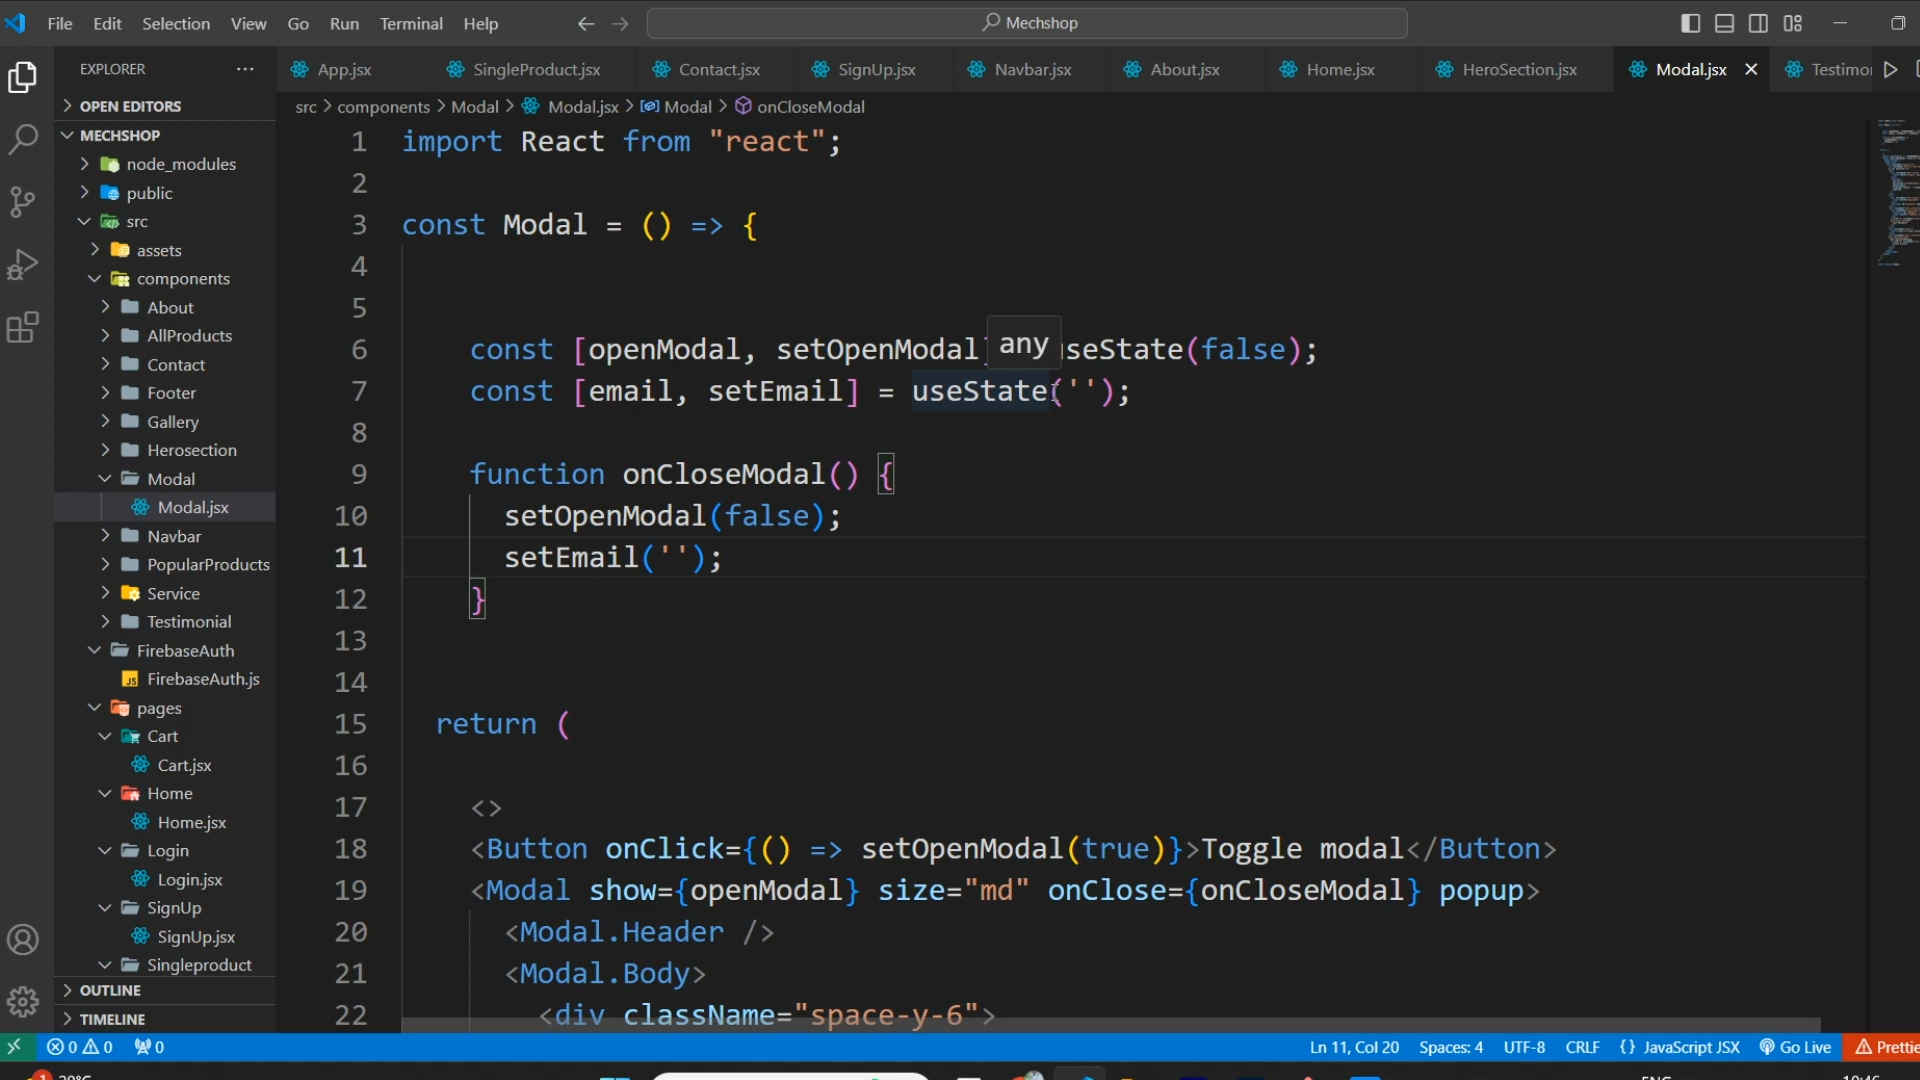 File Edit Selection View Go Run Terminal Help
Mechshop
EXPLORER
App.jsx SingleProduct.jsx Contact.jsx SignUp.jsx Navbar.jsx About.jsx Home.jsx HeroSection.jsx Modal.jsx
src > components > Modal > Modal.jsx > Modal > onCloseModal
OPEN EDITORS
MECHSHOP
node_modules
public
src
assets
components
About
AllProducts
Contact
Footer
Gallery
Herosection
Modal
Modal.jsx
Navbar
PopularProducts
Service
Testimonial
FirebaseAuth
FirebaseAuth.js
pages
Cart
Cart.jsx
Home
Home.jsx
Login
Login.jsx
SignUp
SignUp.jsx
Singleproduct
OUTLINE
TIMELINE
1 import React from "react";
2
3 const Modal = () => {
4
5
any
6 const [openModal, setOpenModal] useState(false);
7 const [email, setEmail] = useState('');
8
9 function onCloseModal() {
10 setOpenModal(false);
11 setEmail('');
12 }
13
14
15 return (
16
17 <>
18 <Button onClick={() => setOpenModal(true)}>Toggle modal</Button>
19 <Modal show={openModal} size="md" onClose={onCloseModal} popup>
20 <Modal.Header />
21 <Modal.Body>
22 <div className="space-y-6">
0 0 0
Ln 11, Col 20 Spaces: 4 UTF-8 CRLF {} JavaScript JSX Go Live